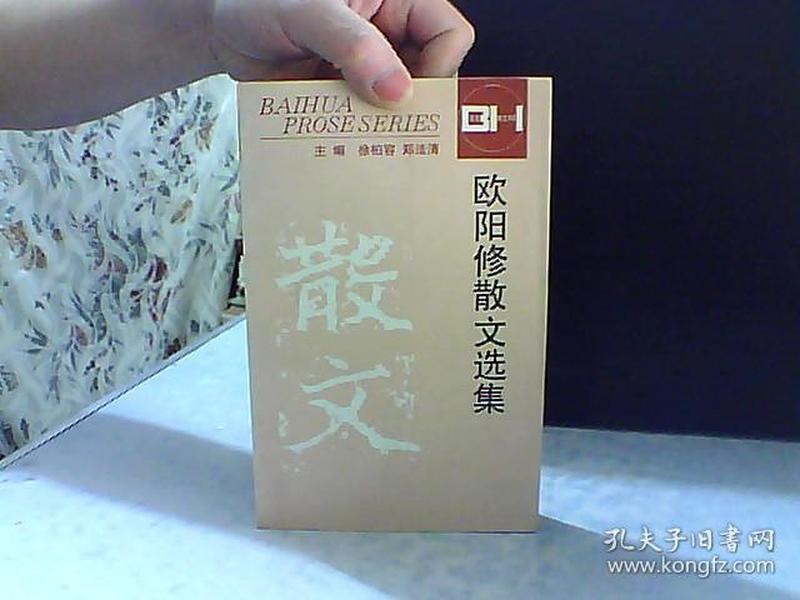 BAIHUA
PROSE SERIES
主编 徐柏容 郑法清
BH
欧阳修散文选集
散文
孔夫子旧书网
www.kongfz.com